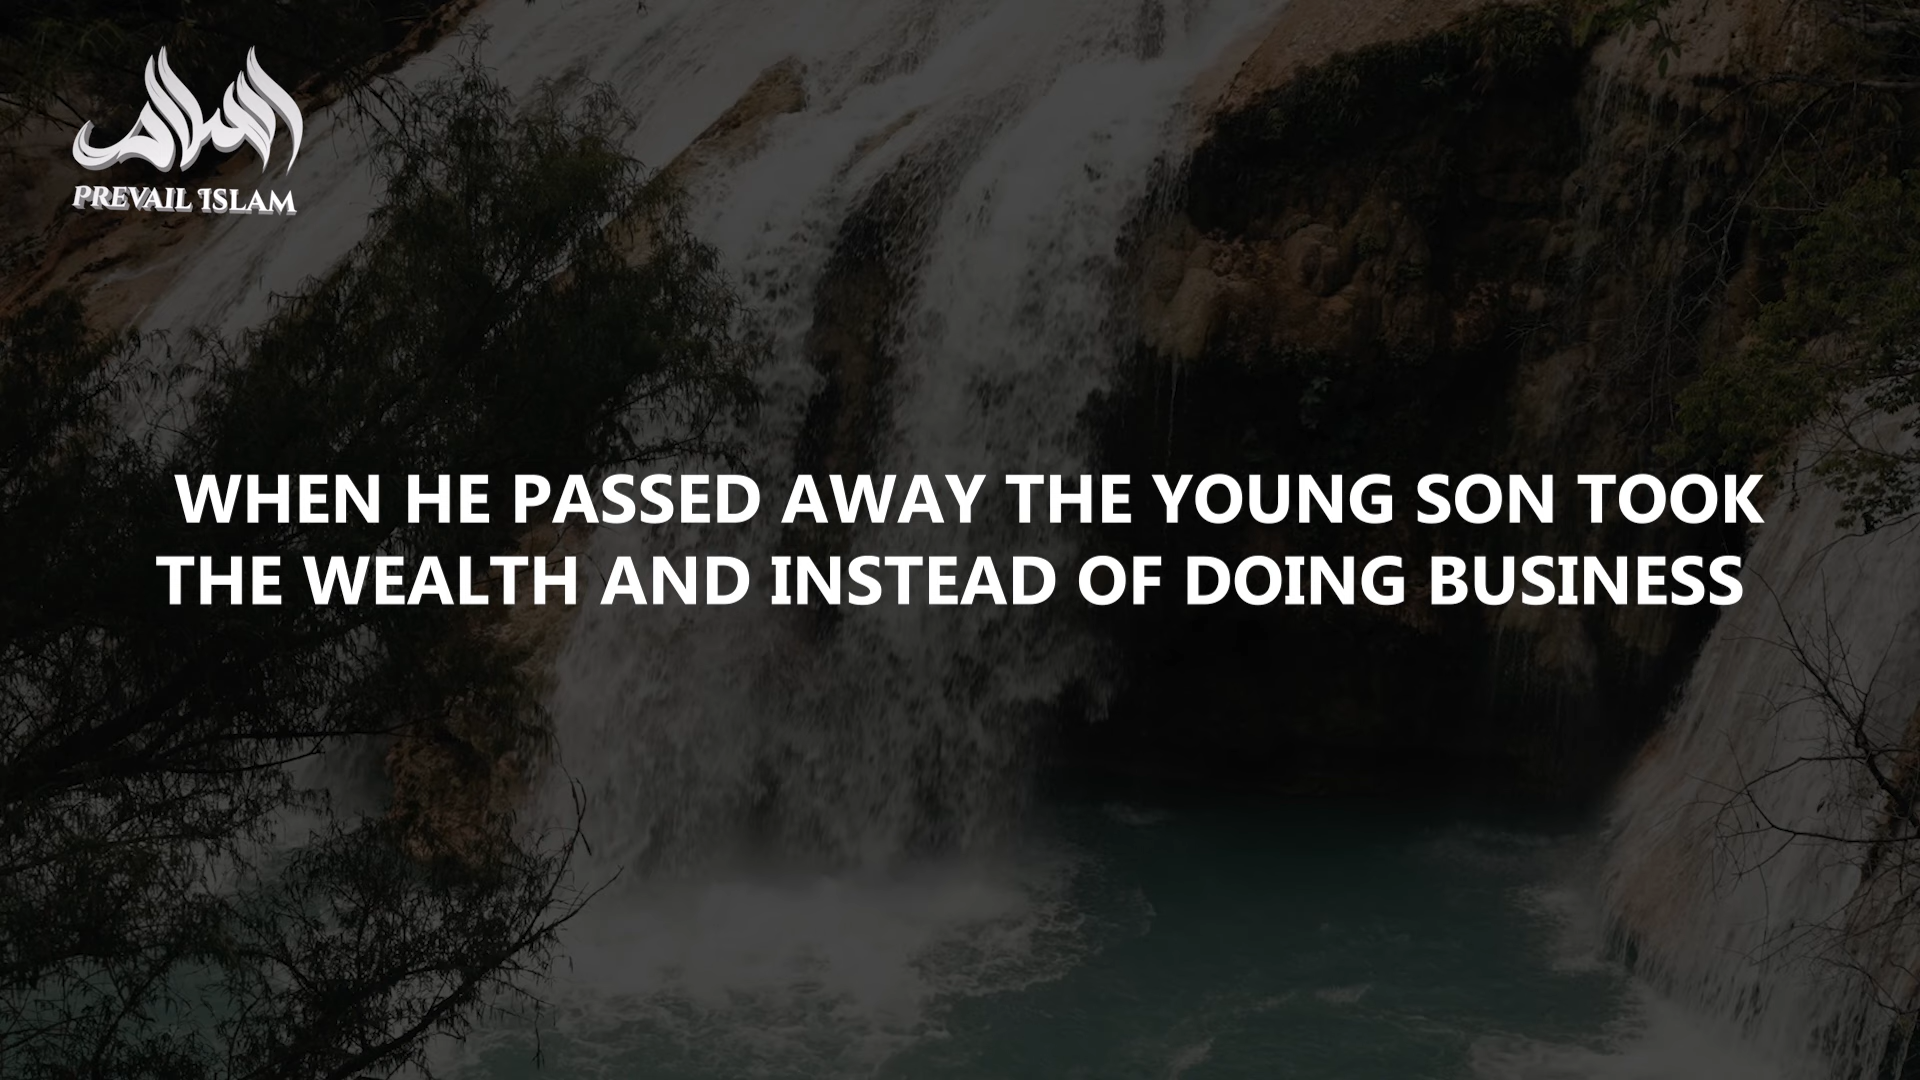 السلام
PREVAIL ISLAM
WHEN HE PASSED AWAY THE YOUNG SON TOOK
THE WEALTH AND INSTEAD OF DOING BUSINESS